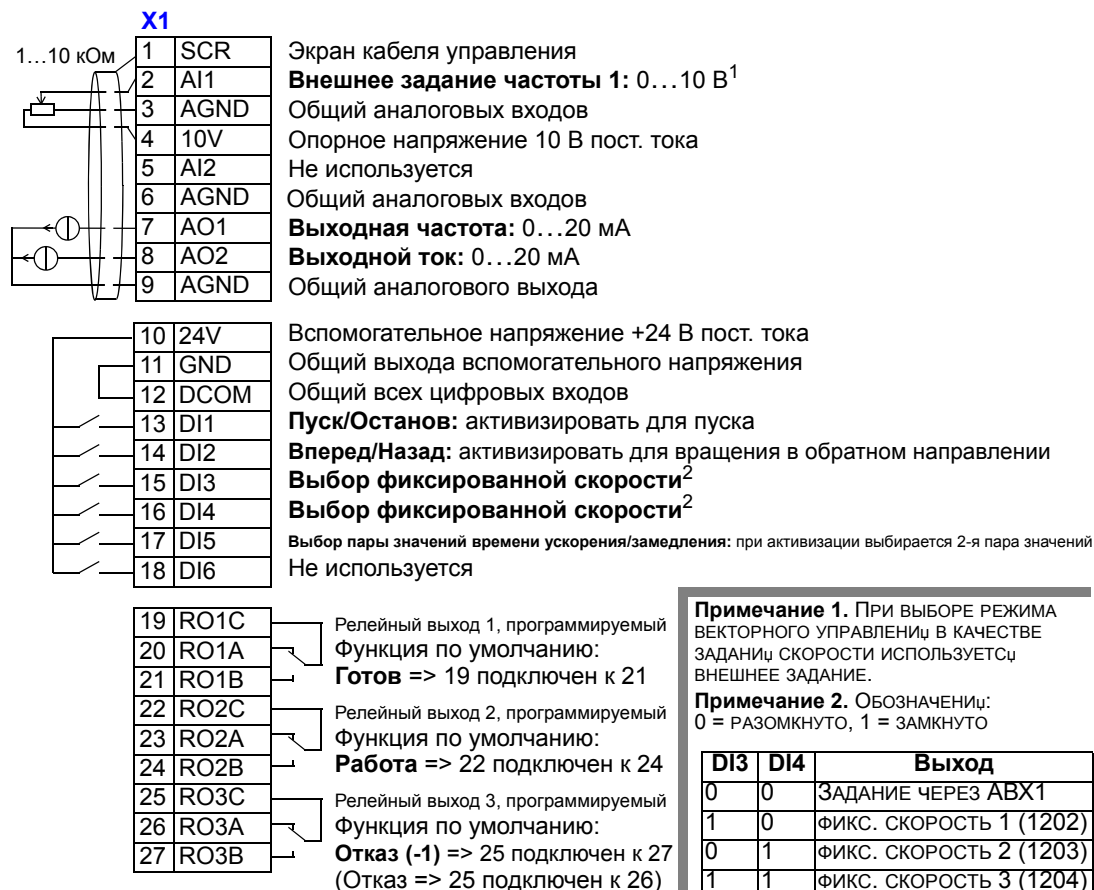 X1
1…10 кОм
1 SCR Экран кабеля управления
2 AI1 Внешнее задание частоты 1: 0…10 В1
3 AGND Общий аналоговых входов
4 10V Опорное напряжение 10 В пост. тока
5 AI2 Не используется
6 AGND Общий аналоговых входов
7 AO1 Выходная частота: 0…20 мА
8 AO2 Выходной ток: 0…20 мА
9 AGND Общий аналогового выхода
10 24V Вспомогательное напряжение +24 В пост. тока
11 GND Общий выхода вспомогательного напряжения
12 DCOM Общий всех цифровых входов
13 DI1 Пуск/Останов: активизировать для пуска
14 DI2 Вперед/Назад: активизировать для вращения в обратном направлении
15 DI3 Выбор фиксированной скорости2
16 DI4 Выбор фиксированной скорости2
17 DI5 Выбор пары значений времени ускорения/замедления: при активизации выбирается 2-я пара значений
18 DI6 Не используется
19 RO1C Релейный выход 1, программируемый
20 RO1A Функция по умолчанию:
21 RO1B Готов => 19 подключен к 21
22 RO2C Релейный выход 2, программируемый
23 RO2A Функция по умолчанию:
24 RO2B Работа => 22 подключен к 24
25 RO3C Релейный выход 3, программируемый
26 RO3A Функция по умолчанию:
27 RO3B Отказ (-1) => 25 подключен к 27
(Отказ => 25 подключен к 26)
Примечание 1. ПРИ ВЫБОРЕ РЕЖИМА
ВЕКТОРНОГО УПРАВЛЕНИџ В КАЧЕСТВЕ
ЗАДАНИџ СКОРОСТИ ИСПОЛЬЗУЕТСџ
ВНЕШНЕЕ ЗАДАНИЕ.
Примечание 2. ОБОЗНАЧЕНИџ:
0 = РАЗОМКНУТО, 1 = ЗАМКНУТО
DI3 DI4 Выход
0 0 ЗАДАНИЕ ЧЕРЕЗ АВХ1
1 0 ФИКС. СКОРОСТЬ 1 (1202)
0 1 ФИКС. СКОРОСТЬ 2 (1203)
1 1 ФИКС. СКОРОСТЬ 3 (1204)